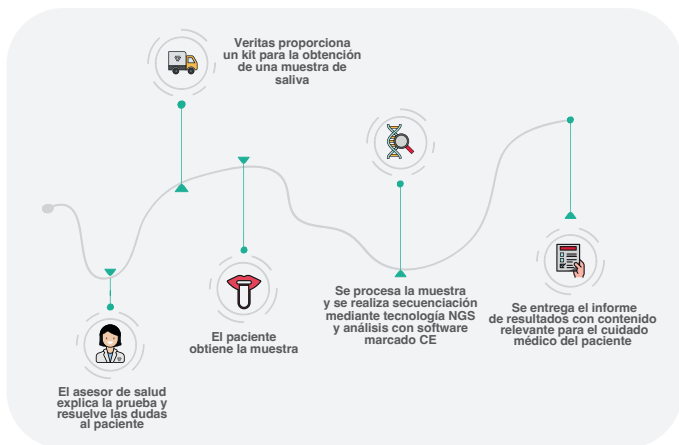 El asesor de salud
explica la prueba y
resuelve las dudas
al paciente
Veritas proporciona
un kit para la obtención
de una muestra de
saliva
El paciente
obtiene la muestra
Se procesa la muestra
y se realiza secuenciación
mediante tecnología NGS
y análisis con software
marcado CE
Se entrega el informe
de resultados con contenido
relevante para el cuidado
médico del paciente